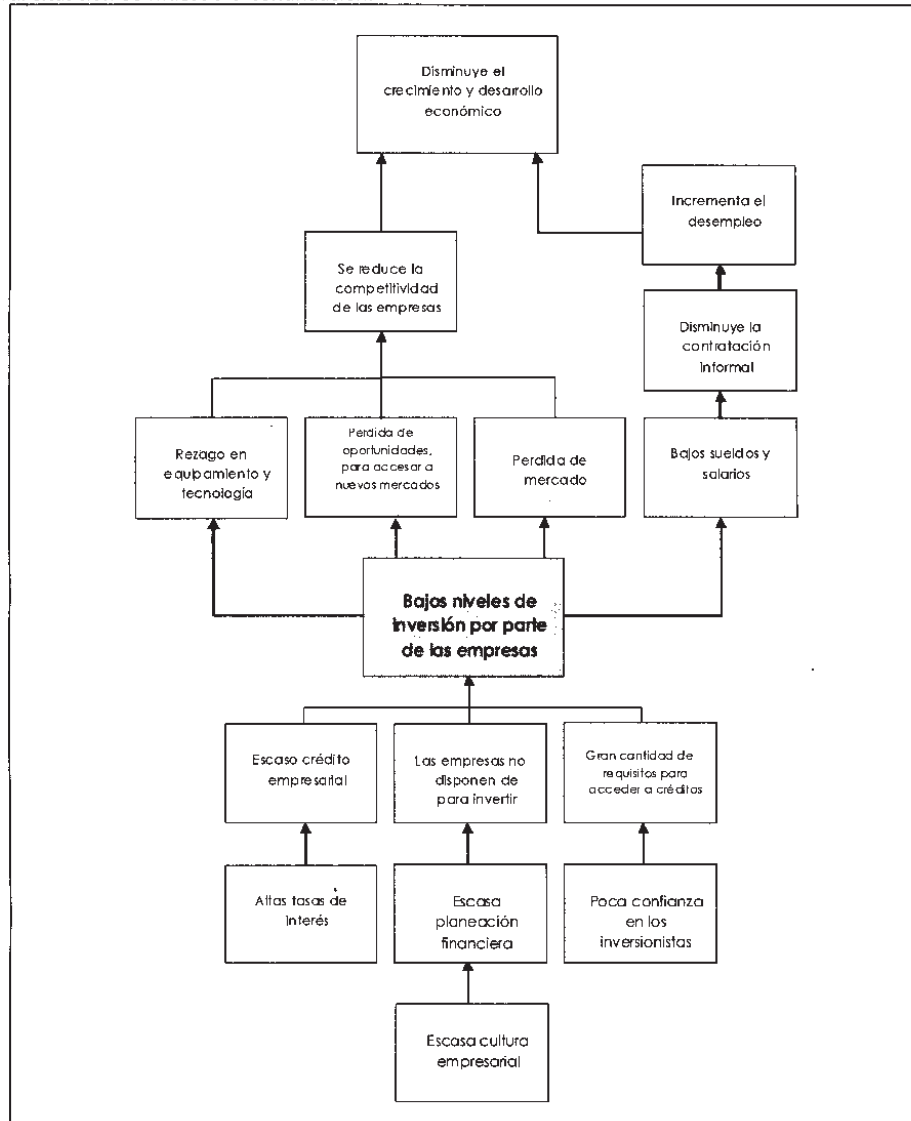 Disminuye el
crecimiento y desarrollo
económico
Incrementa el
desempleo
Se reduce la
competitividad
de las empresas
Disminuye la
contratación
informal
Rezago en
equipamiento y
tecnología
Perdida de
oportunidades,
para accesar a
nuevos mercados
Perdida de
mercado
Bajos sueldos y
salarios
Bajos niveles de
inversión por parte
de las empresas
Escaso crédito
empresarial
Las empresas no
disponen de
para invertir
Gran cantidad de
requisitos para
acceder a créditos
Altas tasas de
interés
Escasa
planeación
financiera
Poca confianza
en los
inversionistas
Escasa cultura
empresarial